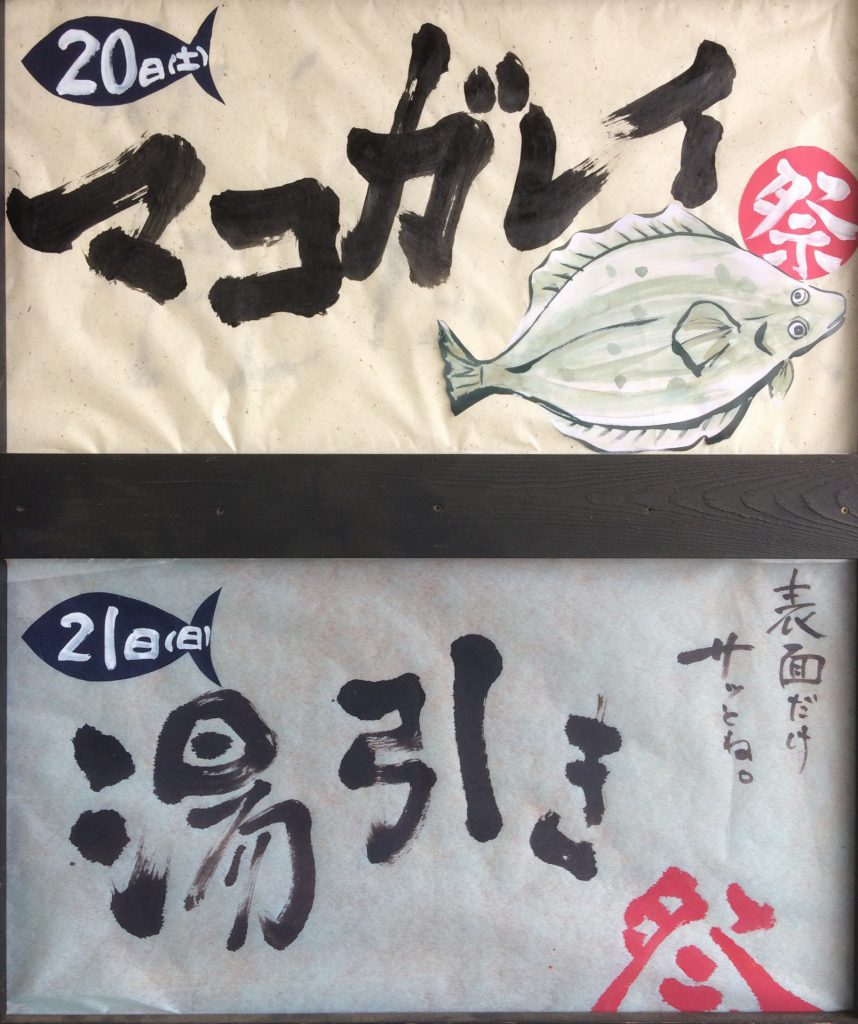 20日(土)
マコガレイ
祭
21日(日)
湯引き
表面だけ
サッとね。
祭